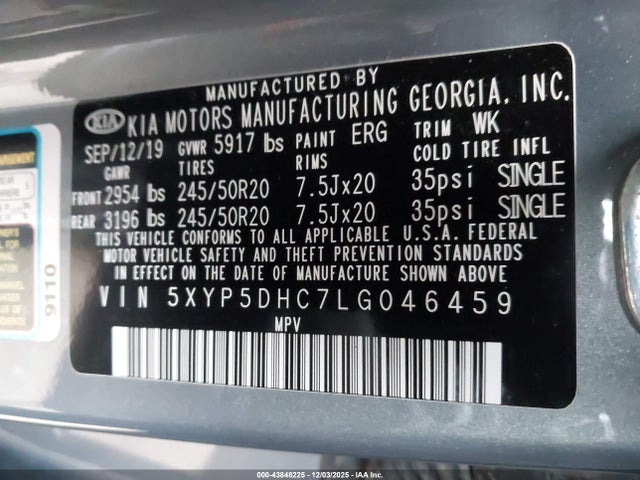 MANUFACTURED BY
KIA KIA MOTORS MANUFACTURING GEORGIA, INC.
SEP/12/19 GVWR 5917 lbs PAINT ERG TRIM WK
GAWR TIRES RIMS COLD TIRE INFL
FRONT 2954 lbs 245/50R20 7.5Jx20 35psi SINGLE
REAR 3196 lbs 245/50R20 7.5Jx20 35psi SINGLE
THIS VEHICLE CONFORMS TO ALL APPLICABLE U.S.A. FEDERAL
MOTOR VEHICLE SAFETY AND THEFT PREVENTION STANDARDS
IN EFFECT ON THE DATE OF MANUFACTURE SHOWN ABOVE
VIN 5XYP5DHC7LG046459
MPV
9110
000-43848225 - 12/03/2025 - IAA Inc.